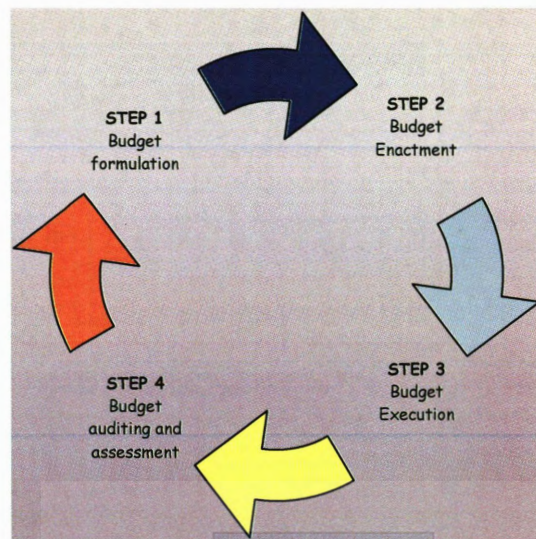 STEP 1
Budget
formulation
STEP 2
Budget
Enactment
STEP 3
Budget
Execution
STEP 4
Budget
auditing and
assessment